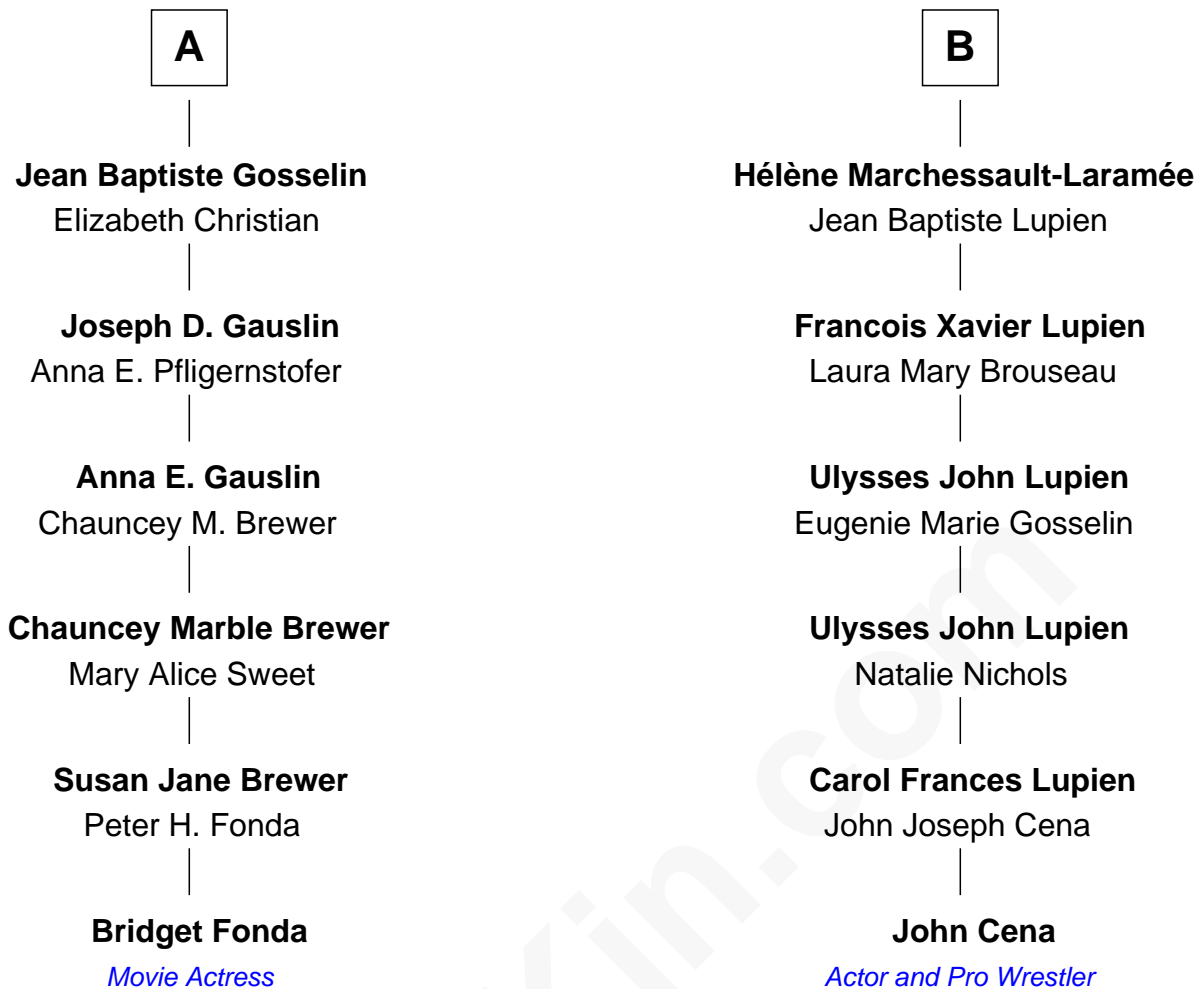 A
Jean Baptiste Gosselin
Elizabeth Christian
Joseph D. Gauslin
Anna E. Pfligernstofer
Anna E. Gauslin
Chauncey M. Brewer
Chauncey Marble Brewer
Mary Alice Sweet
Susan Jane Brewer
Peter H. Fonda
Bridget Fonda
Movie Actress
B
Hélène Marchessault-Laramée
Jean Baptiste Lupien
Francois Xavier Lupien
Laura Mary Brouseau
Ulysses John Lupien
Eugenie Marie Gosselin
Ulysses John Lupien
Natalie Nichols
Carol Frances Lupien
John Joseph Cena
John Cena
Actor and Pro Wrestler
Kin.com